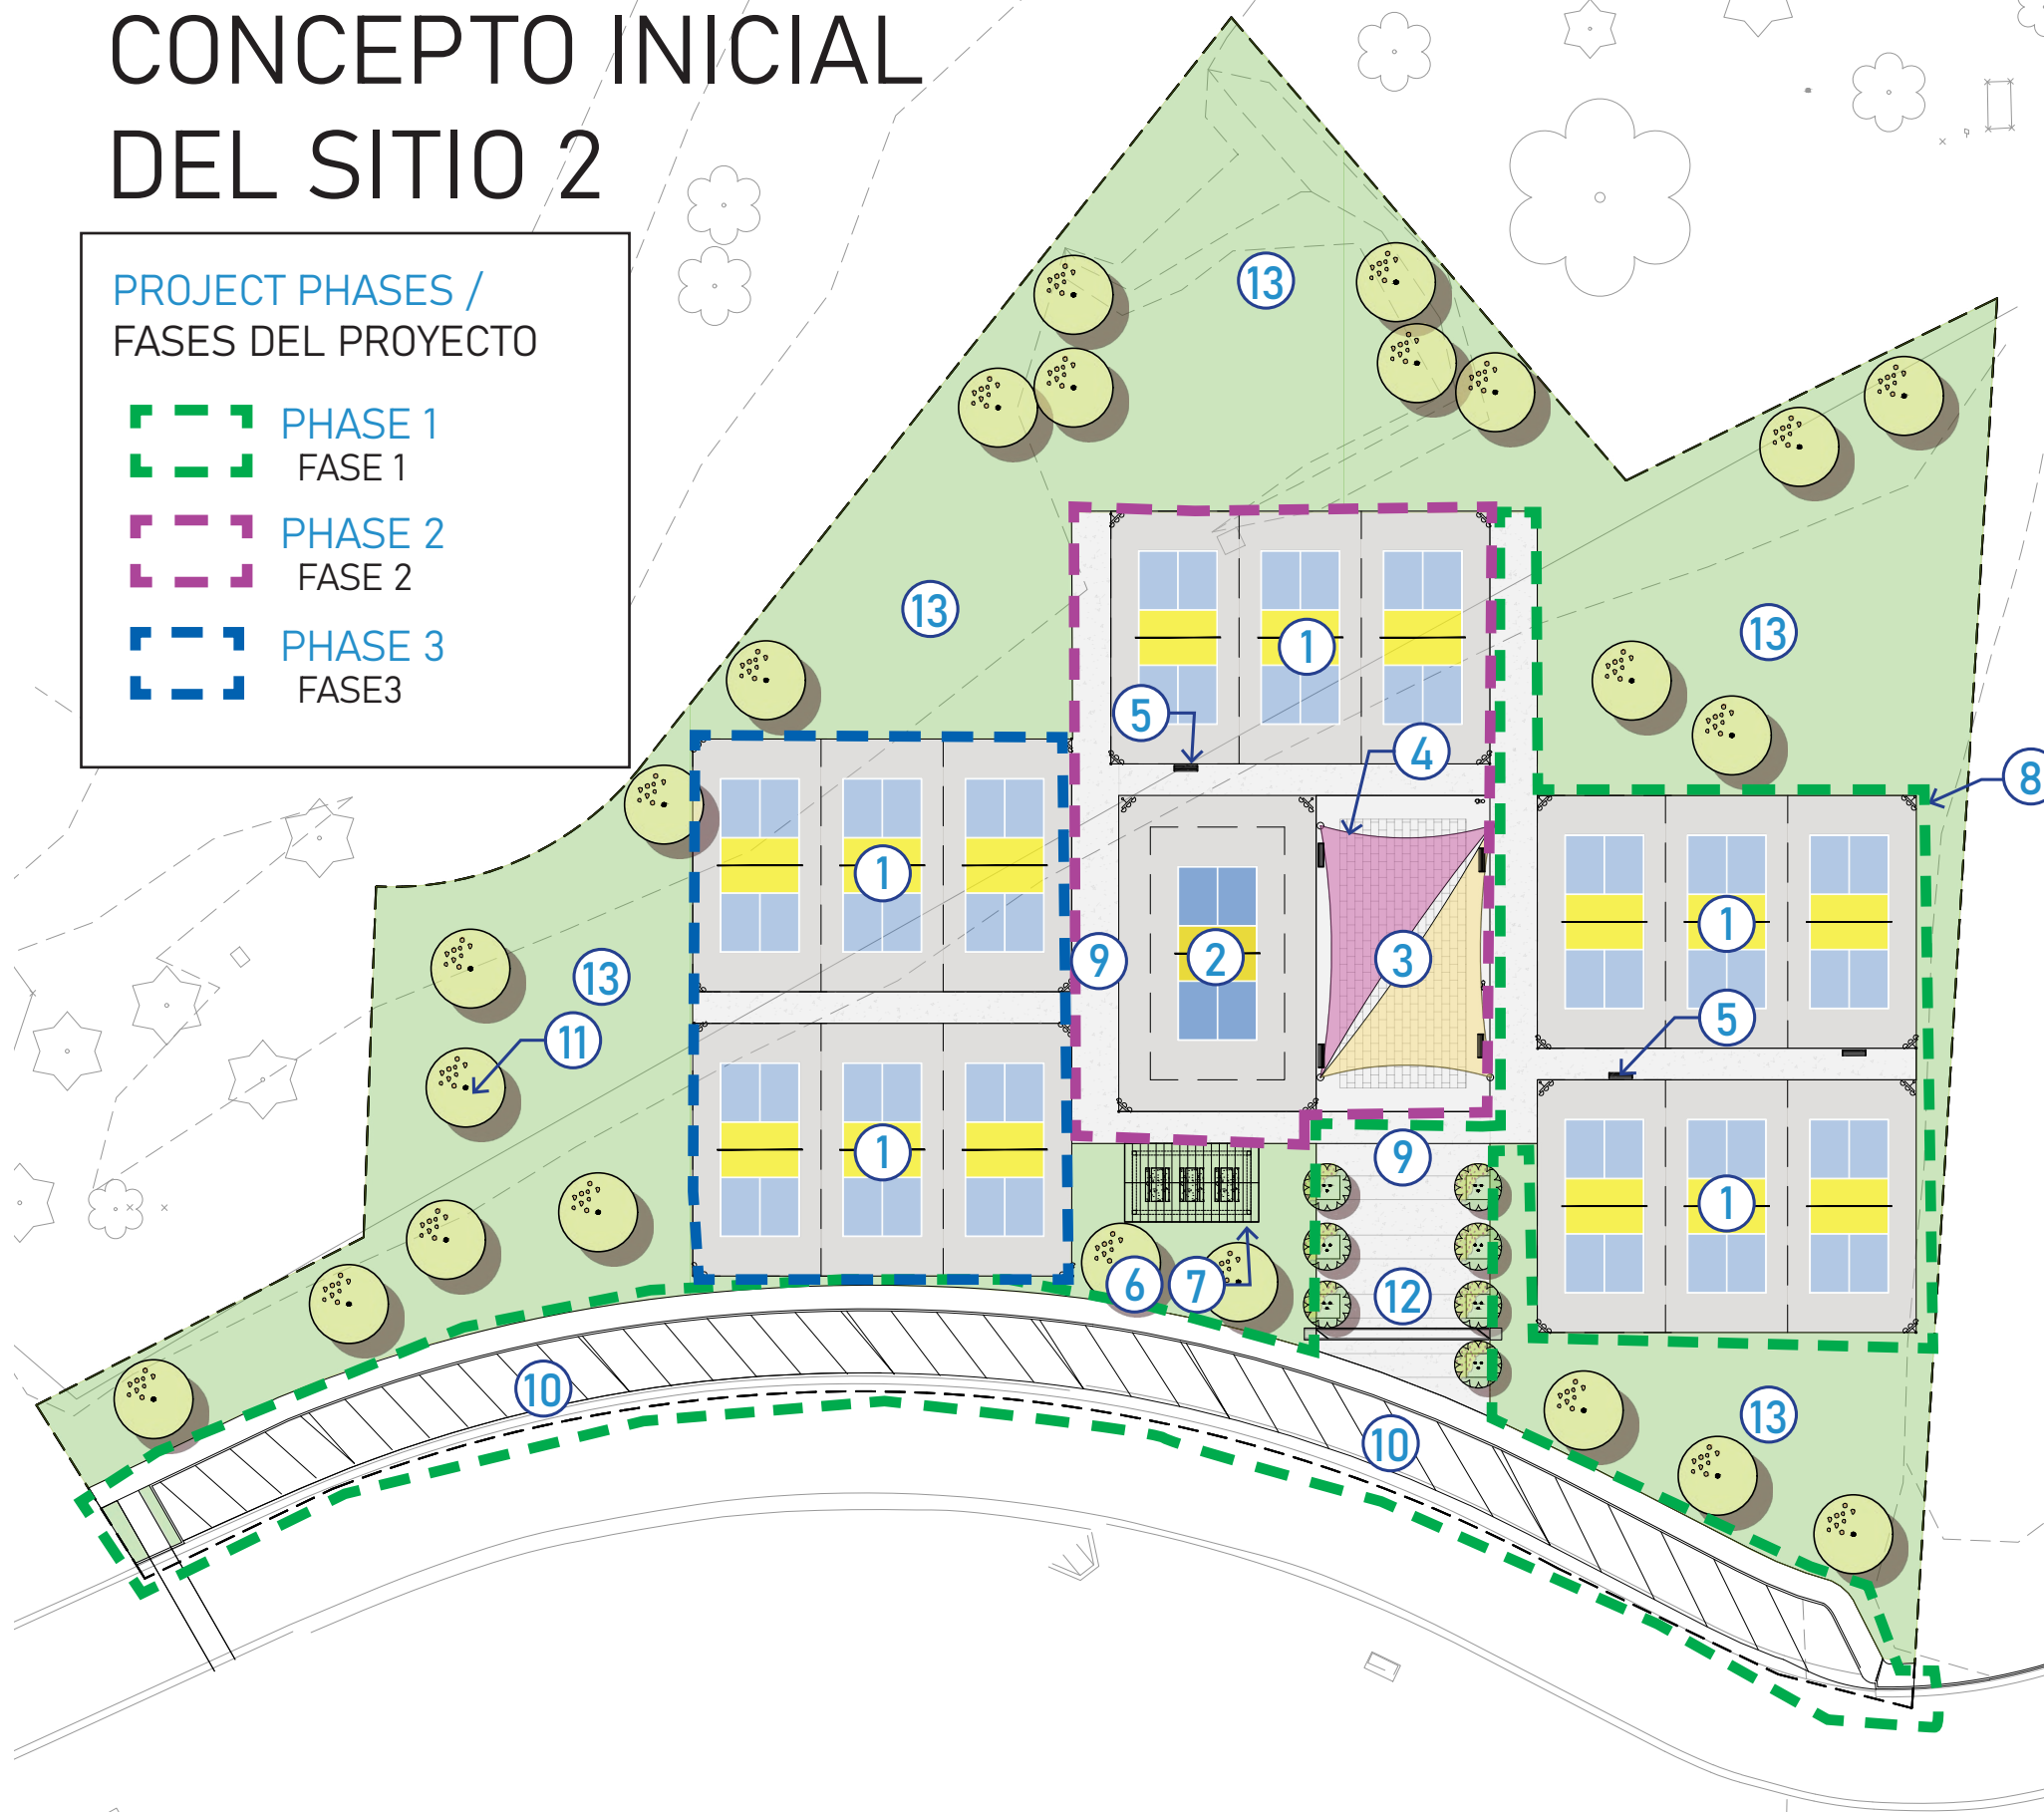 CONCEPTO INICIAL
DEL SITIO 2
PROJECT PHASES /
FASES DEL PROYECTO
PHASE 1
FASE 1
PHASE 2
FASE 2
PHASE 3
FASE3
13
13
13
1
5
4
8
1
1
9
2
3
13
5
11
1
9
1
6
7
12
10
13
10